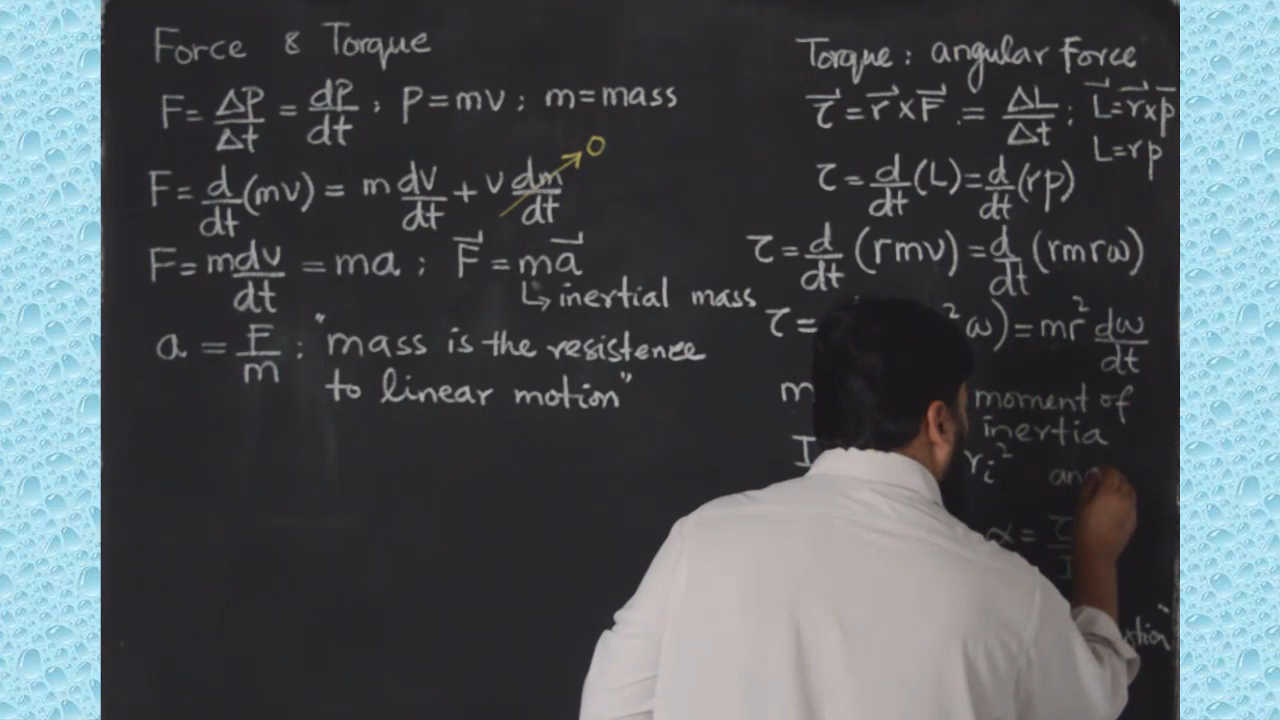 Force & Torque
F = ΔP/Δt = dP/dt ; P = mv ; m = mass
F = d/dt (mv) = m dv/dt + v dm/dt → 0
F = m dv/dt = ma ; F⃗ = ma⃗
↳ inertial mass
a = F/m : "mass is the resistence
to linear motion"
Torque : angular Force
τ⃗ = r⃗ × F⃗ = ΔL/Δt ; L⃗ = r⃗ × p⃗
L = rp
τ = d/dt (L) = d/dt (rp)
τ = d/dt (rmv) = d/dt (rmrω)
τ = ² ω) = mr² dω/dt
m moment of
inertia
I rᵢ²
α = τ/I